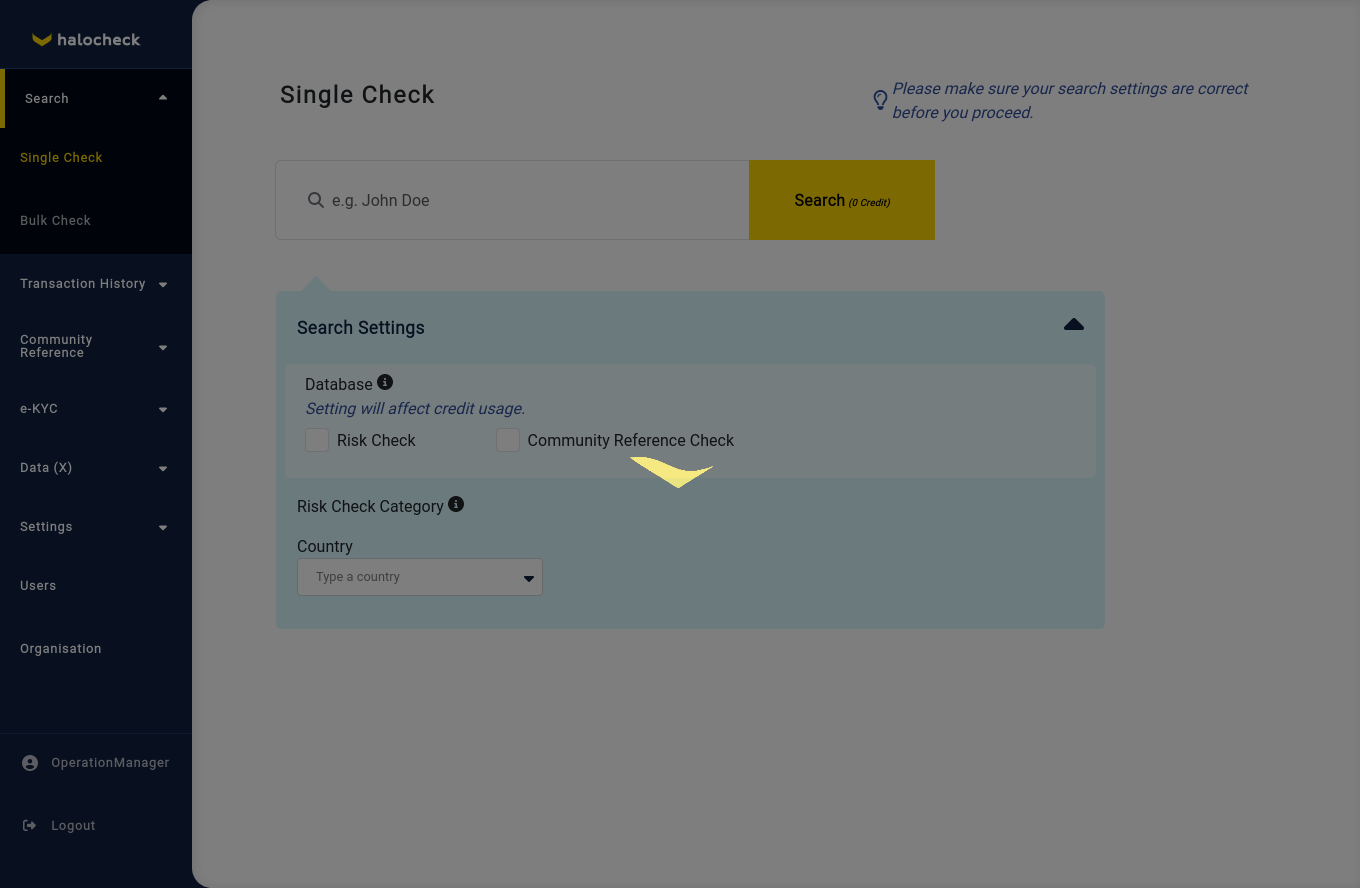 halocheck
Search
Single Check
Bulk Check
Transaction History
Community
Reference
e-KYC
Data (X)
Settings
Users
Organisation
OperationManager
Logout
Single Check
Please make sure your search settings are correct
before you proceed.
e.g. John Doe
Search (0 Credit)
Search Settings
Database
Setting will affect credit usage.
Risk Check
Community Reference Check
Risk Check Category
Country
Type a country